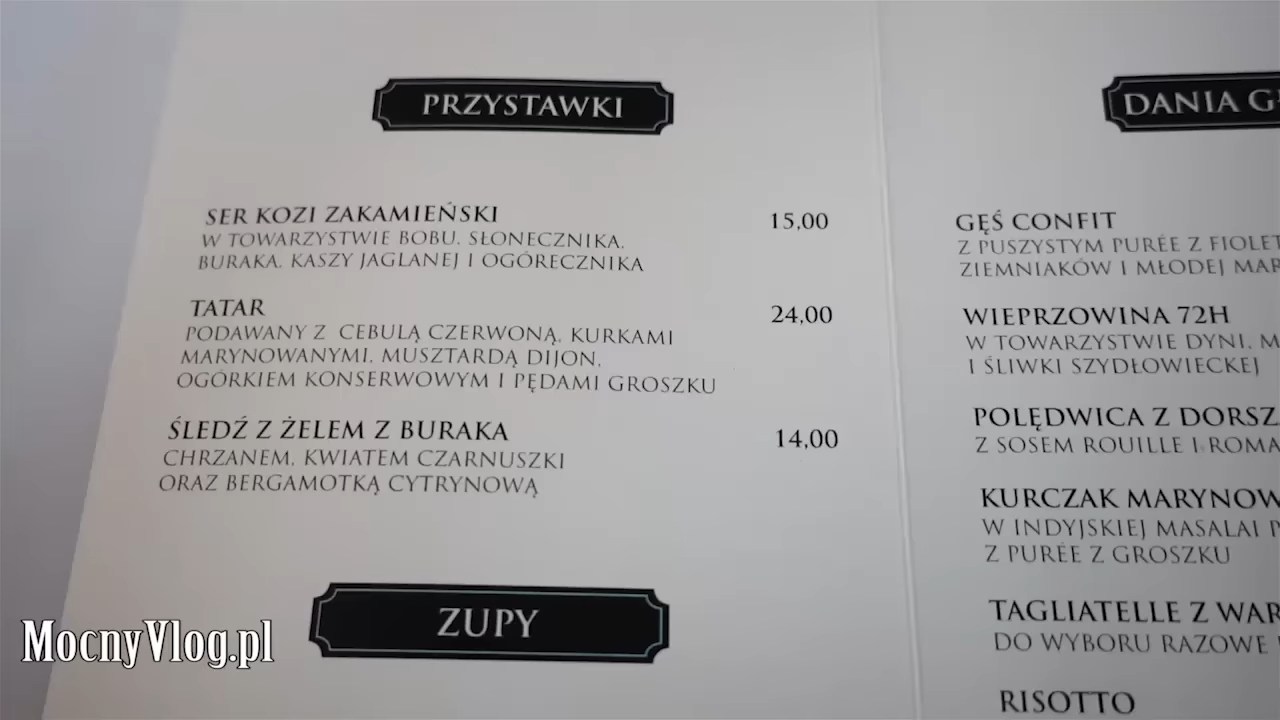 PRZYSTAWKI
SER KOZI ZAKAMIEŃSKI 15,00
W TOWARZYSTWIE BOBU, SŁONECZNIKA,
BURAKA, KASZY JAGLANEJ I OGÓRECZNIKA
TATAR 24,00
PODAWANY Z CEBULĄ CZERWONĄ, KURKAMI
MARYNOWANYMI, MUSZTARDĄ DIJON,
OGÓRKIEM KONSERWOWYM I PĘDAMI GROSZKU
ŚLEDŹ Z ŻELEM Z BURAKA 14,00
CHRZANEM, KWIATEM CZARNUSZKI
ORAZ BERGAMOTKĄ CYTRYNOWĄ
ZUPY
DANIA
GĘŚ CONFIT
Z PUSZYSTYM PURÉE Z
ZIEMNIAKÓW I MŁODEJ
WIEPRZOWINA 72H
W TOWARZYSTWIE DYNI,
I ŚLIWKI SZYDŁOWIECKEJ
POLĘDWICA Z
Z SOSEM ROUILLE I
KURCZAK
W INDYJSKIEJ MASALAI
Z PURÉE Z GROSZKU
TAGLIATELLE Z
DO WYBORU RAZOWE
RISOTTO
MocnyVlog.pl